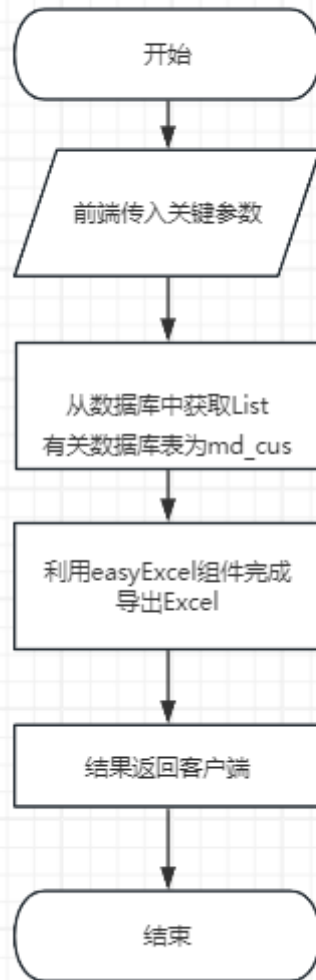 开始
前端传入关键参数
从数据库中获取List
有关数据库表为md_cus
利用easyExcel组件完成
导出Excel
结果返回客户端
结束